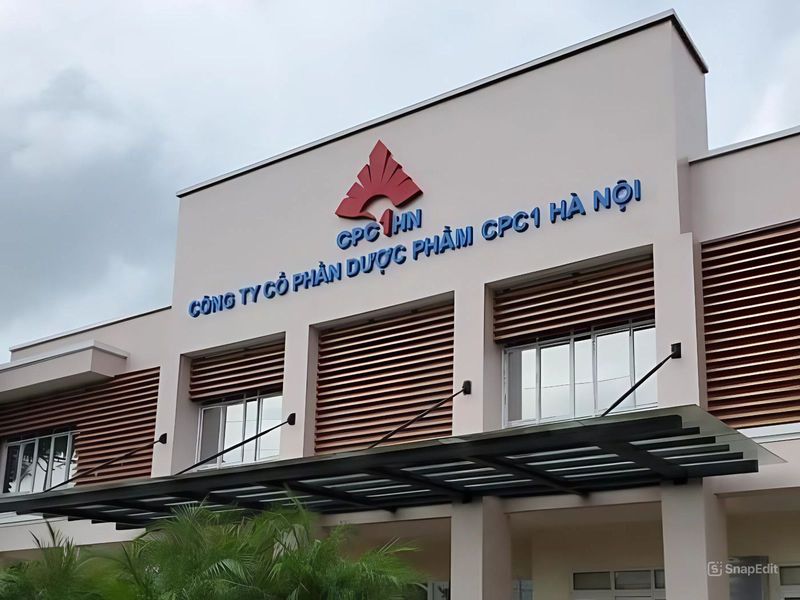 CPC1HN
CÔNG TY CỔ PHẦN DƯỢC PHẨM CPC1 HÀ NỘI
SnapEdit